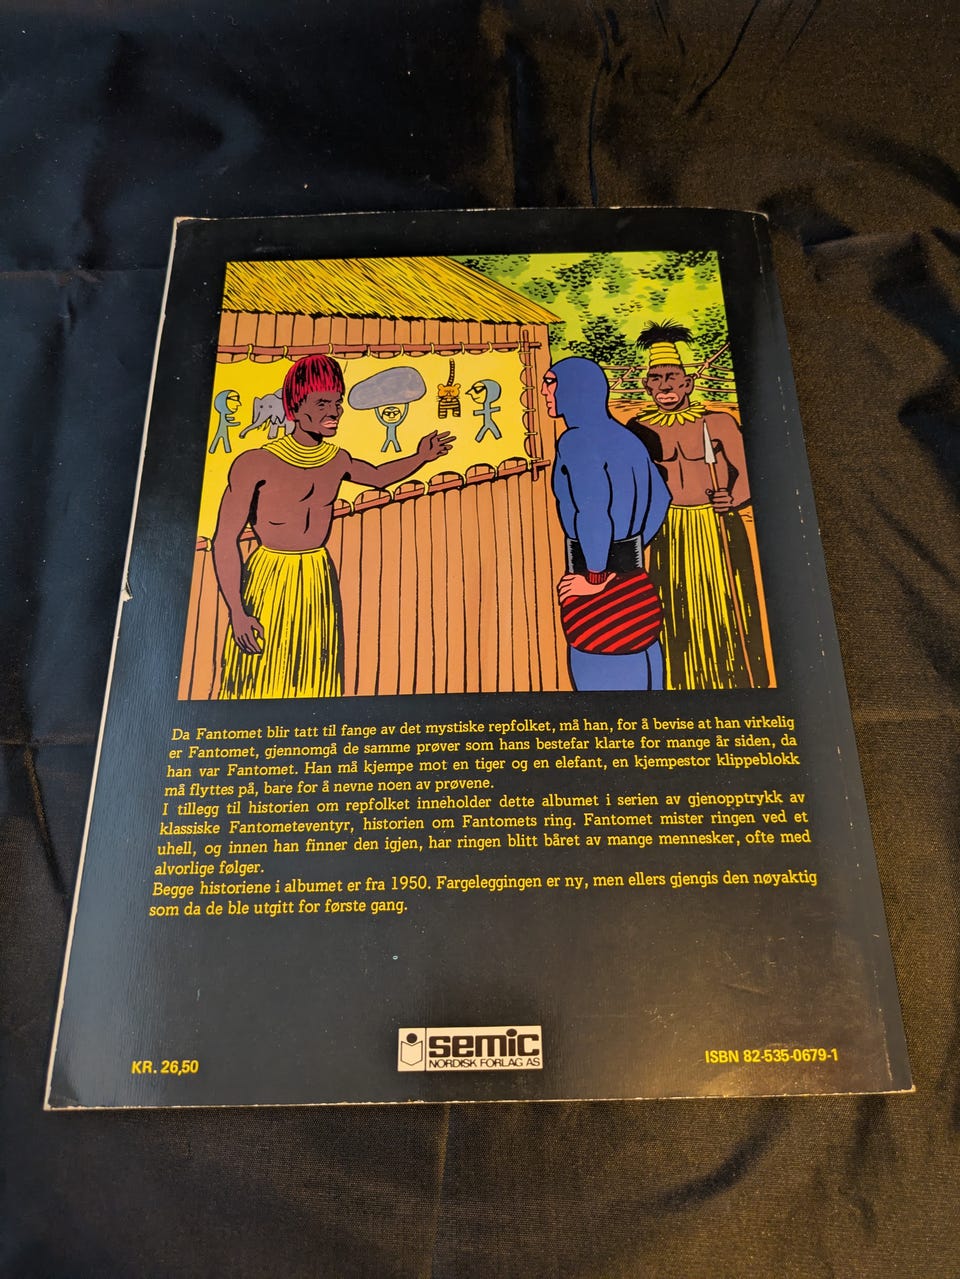 Da Fantomet blir tatt til fange av det mystiske repfolket, må han, for å bevise at han virkelig
er Fantomet, gjennomgå de samme prøver som hans bestefar klarte for mange år siden, da
han var Fantomet. Han må kjempe mot en tiger og en elefant, en kjempestor klippeblokk
må flyttes på, bare for å nevne noen av prøvene.
I tillegg til historien om repfolket inneholder dette albumet i serien av gjenopptrykk av
klassiske Fantometeventyr, historien om Fantomets ring. Fantomet mister ringen ved et
uhell, og innen han finner den igjen, har ringen blitt båret av mange mennesker, ofte med
alvorlige følger.
Begge historiene i albumet er fra 1950. Fargeleggingen er ny, men ellers gjengis den nøyaktig
som da de ble utgitt for første gang.
KR. 26,50
semic
NORDISK FORLAG AS
ISBN 82-535-0679-1